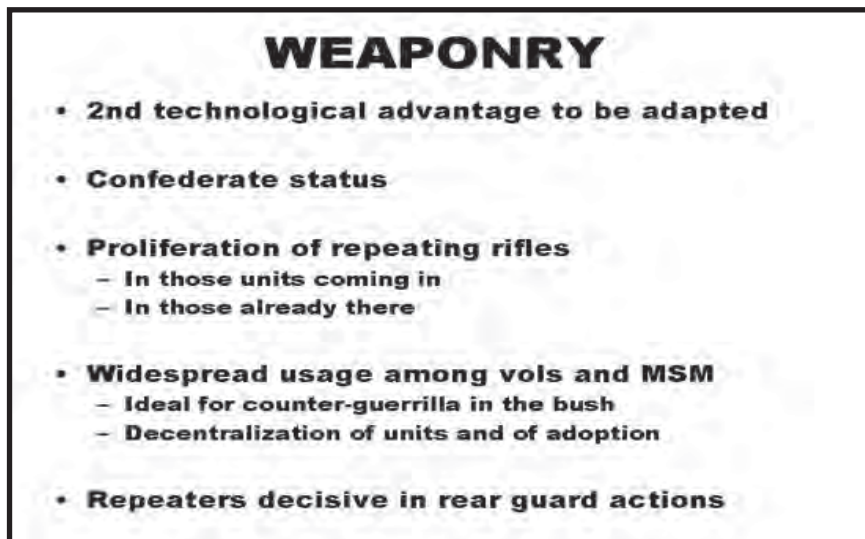 WEAPONRY
• 2nd technological advantage to be adapted
• Confederate status
• Proliferation of repeating rifles
– In those units coming in
– In those already there
• Widespread usage among vols and MSM
– Ideal for counter-guerrilla in the bush
– Decentralization of units and of adoption
• Repeaters decisive in rear guard actions